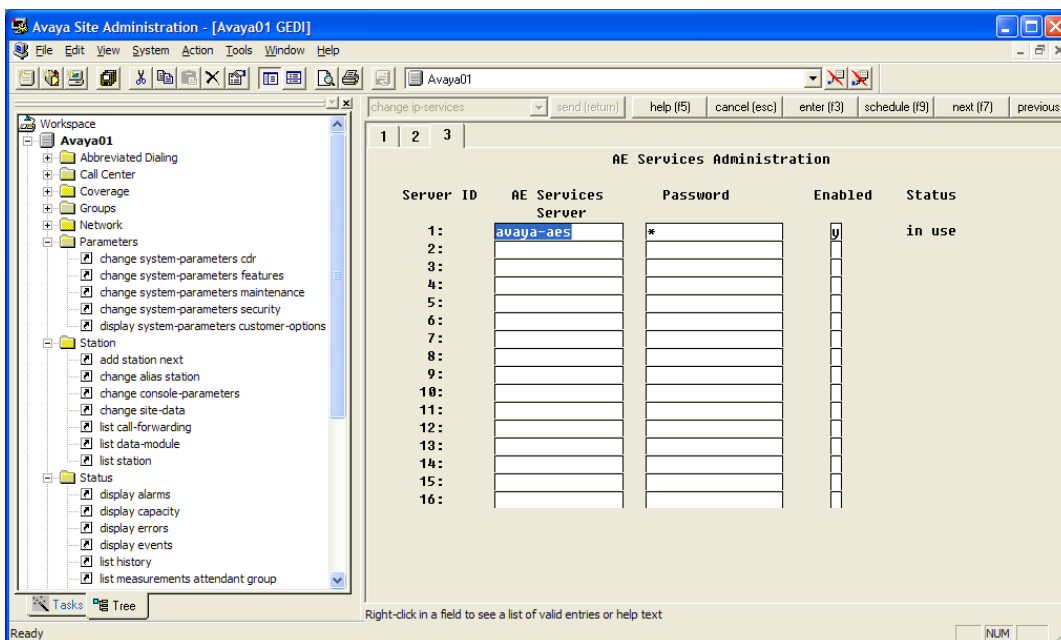 Avaya Site Administration - [Avaya01 GEDI]
File Edit View System Action Tools Window Help
Avaya01
change ip-services send (return) help (f5) cancel (esc) enter (f3) schedule (f9) next (f7) previous
Workspace
Avaya01
Abbreviated Dialing
Call Center
Coverage
Groups
Network
Parameters
change system-parameters cdr
change system-parameters features
change system-parameters maintenance
change system-parameters security
display system-parameters customer-options
Station
add station next
change alias station
change console-parameters
change site-data
list call-forwarding
list data-module
list station
Status
display alarms
display capacity
display errors
display events
list history
list measurements attendant group
Tasks Tree
1 2 3
AE Services Administration
Server ID AE Services Server Password Enabled Status
1: avaya-aes * y in use
2:
3:
4:
5:
6:
7:
8:
9:
10:
11:
12:
13:
14:
15:
16:
Right-click in a field to see a list of valid entries or help text
Ready NUM